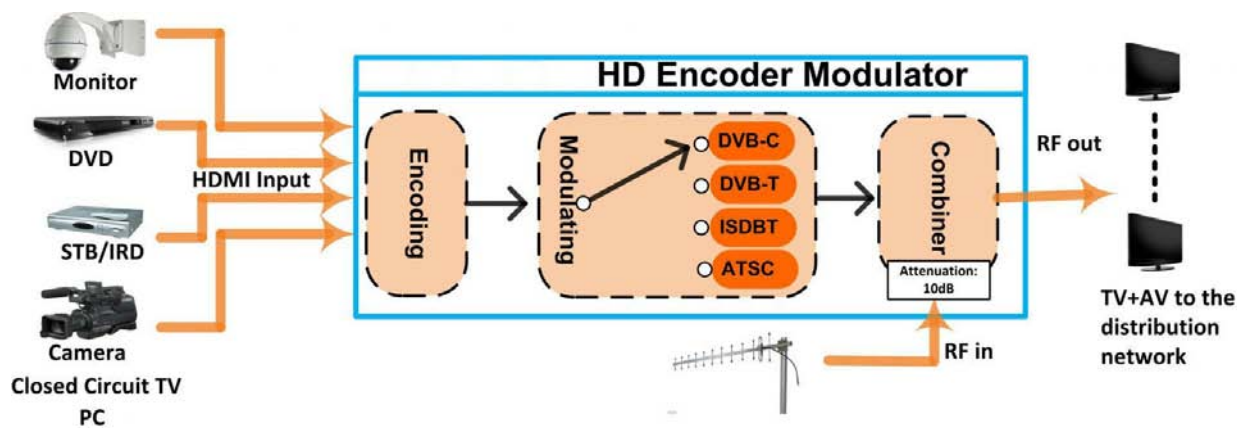 HD Encoder Modulator
Monitor
DVD
HDMI Input
STB/IRD
Camera
Closed Circuit TV
PC
Encoding
Modulating
DVB-C
DVB-T
ISDBT
ATSC
Combiner
Attenuation:
10dB
RF in
RF out
TV+AV to the
distribution
network